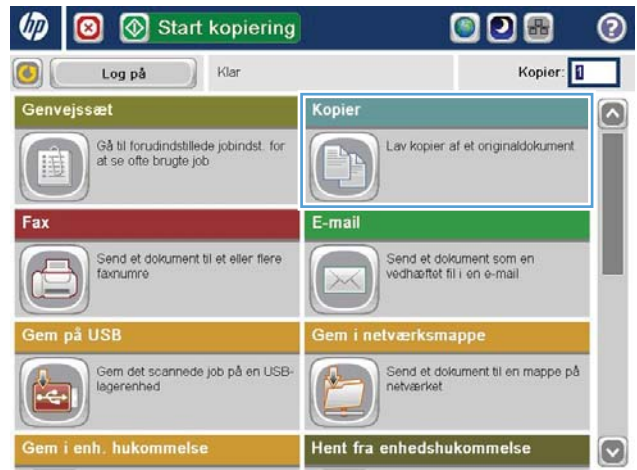 hp Start kopiering ?
Log på Klar Kopier: 1
Genvejssæt
Gå til forudindstillede jobindst. for
at se ofte brugte job
Kopier
Lav kopier af et originaldokument
Fax
Send et dokument til et eller flere
faxnumre
E-mail
Send et dokument som en
vedhæftet fil i en e-mail
Gem på USB
Gem det scannede job på en USB-
lagerenhed
Gem i netværksmappe
Send et dokument til en mappe på
netværket
Gem i enh. hukommelse
Hent fra enhedshukommelse